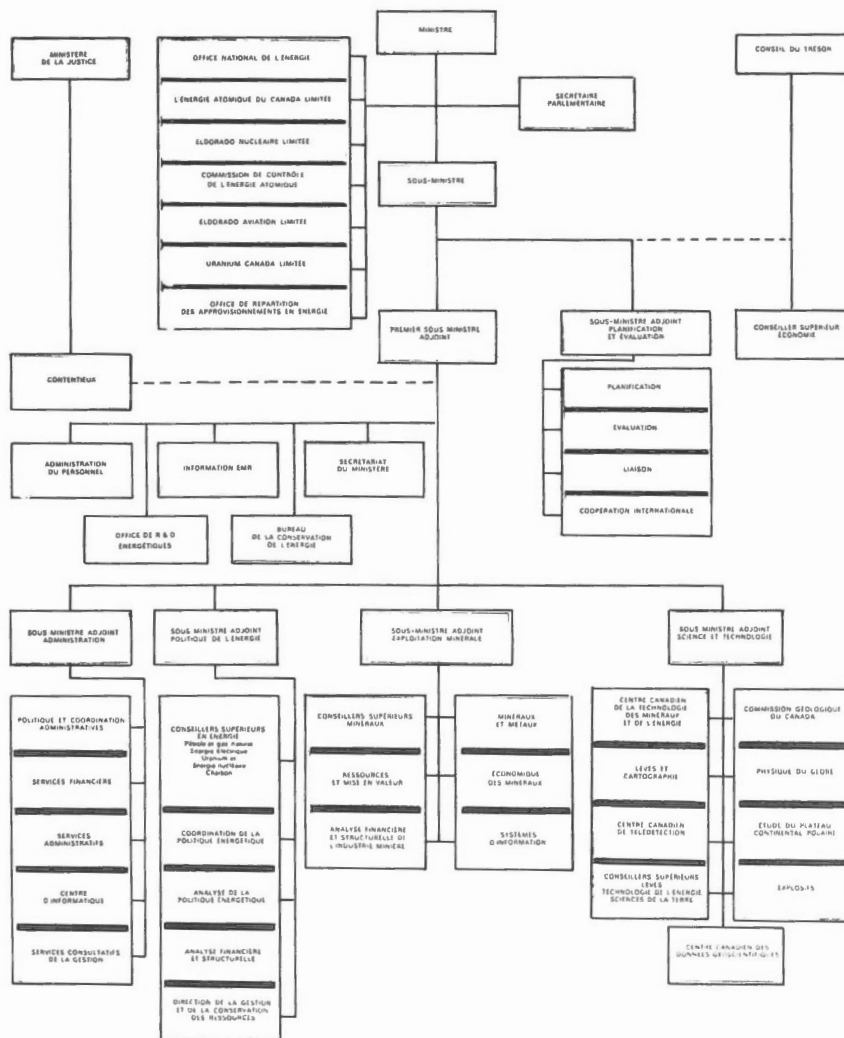 MINISTÈRE
DE LA JUSTICE
OFFICE NATIONAL DE L'ÉNERGIE
L'ÉNERGIE ATOMIQUE DU CANADA LIMITÉE
ELDORADO NUCLÉAIRE LIMITÉE
COMMISSION DE CONTRÔLE
DE L'ÉNERGIE ATOMIQUE
ELDORADO AVIATION LIMITÉE
URANIUM CANADA LIMITÉE
OFFICE DE RÉPARTITION
DES APPROVISIONNEMENTS EN ÉNERGIE
MINISTRE
SECRÉTAIRE
PARLEMENTAIRE
CONSEIL DU TRÉSOR
SOUS-MINISTRE
PREMIER SOUS MINISTRE
ADJOINT
SOUS-MINISTRE ADJOINT
PLANIFICATION
ET ÉVALUATION
CONSEILLER SUPÉRIEUR
ÉCONOMIE
CONTENTIEUX
PLANIFICATION
ÉVALUATION
LIAISON
COOPÉRATION INTERNATIONALE
ADMINISTRATION
DU PERSONNEL
INFORMATION EMR
SECRÉTARIAT
DU MINISTÈRE
OFFICE DE R & D
ÉNERGÉTIQUES
BUREAU
DE LA CONSERVATION
DE L'ÉNERGIE
SOUS MINISTRE ADJOINT
ADMINISTRATION
SOUS MINISTRE ADJOINT
POLITIQUE DE L'ÉNERGIE
SOUS-MINISTRE ADJOINT
EXPLOITATION MINÉRALE
SOUS MINISTRE ADJOINT
SCIENCE ET TECHNOLOGIE
POLITIQUE ET COORDINATION
ADMINISTRATIVES
SERVICES FINANCIÈRE
SERVICES
ADMINISTRATIFS
CENTRE
D'INFORMATIQUE
SERVICES CONSULTATIFS
DE LA GESTION
CONSEILLERS SUPÉRIEURS
EN ÉNERGIE
Pétrole et gaz naturel
Énergie électrique
Uranium et
énergie nucléaire
Charbon
COORDINATION DE LA
POLITIQUE ÉNERGÉTIQUE
ANALYSE DE LA
POLITIQUE ÉNERGÉTIQUE
ANALYSE FINANCIÈRE
ET STRUCTURELLE
DIRECTION DE LA GESTION
ET DE LA CONSERVATION
DES RESSOURCES
CONSEILLERS SUPÉRIEURS
MINÉRAUX
RESSOURCES
ET MISE EN VALEUR
ANALYSE FINANCIÈRE
ET STRUCTURELLE DE
L'INDUSTRIE MINIÈRE
MINÉRAUX
ET MÉTAUX
ÉCONOMIQUE
DES MINÉRAUX
SYSTÈMES
D'INFORMATION
CENTRE CANADIEN
DE LA TECHNOLOGIE
DES MINÉRAUX
ET DE L'ÉNERGIE
LEVÉS ET
CARTOGRAPHIE
CENTRE CANADIEN
DE TÉLÉDÉTECTION
CONSEILLERS SUPÉRIEURS
LEVÉS
TECHNOLOGIE DE L'ÉNERGIE
SCIENCES DE LA TERRE
COMMISSION GÉOLOGIQUE
DU CANADA
PHYSIQUE DU GLOBE
ÉTUDE DU PLATEAU
CONTINENTAL POLAIRE
EXPLOSIFS
CENTRE CANADIEN DES
DONNÉES GÉOSCIENTIFIQUES